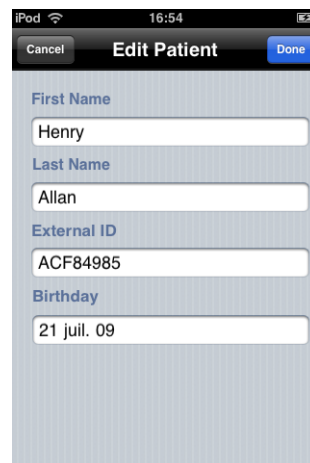 iPod 16:54
Cancel Edit Patient Done
First Name
Henry
Last Name
Allan
External ID
ACF84985
Birthday
21 juil. 09